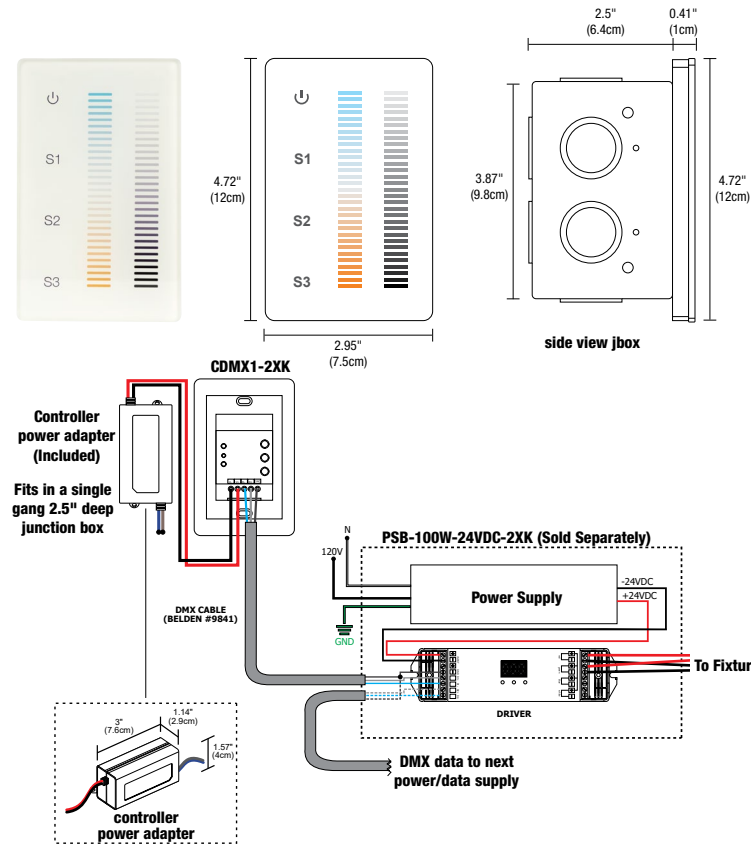 2.5"
(6.4cm)
0.41"
(1cm)
S1
S2
S3
4.72"
(12cm)
S1
S2
S3
2.95"
(7.5cm)
3.87"
(9.8cm)
4.72"
(12cm)
side view jbox
CDMX1-2XK
Controller
power adapter
(Included)
Fits in a single
gang 2.5" deep
junction box
DMX CABLE
(BELDEN #9841)
PSB-100W-24VDC-2XK (Sold Separately)
N
120V
GND
Power Supply
-24VDC
+24VDC
To Fixtur
DRIVER
DMX data to next
power/data supply
3"
(7.6cm)
1.14"
(2.9cm)
1.57"
(4cm)
controller
power adapter